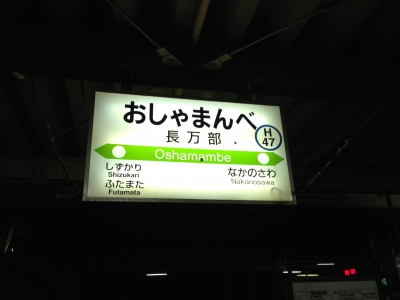 おしゃまんべ
長万部
H
47
Oshamambe
しずかり
Shizukari
ふたまた
Futamata
なかのさわ
Nakanosawa